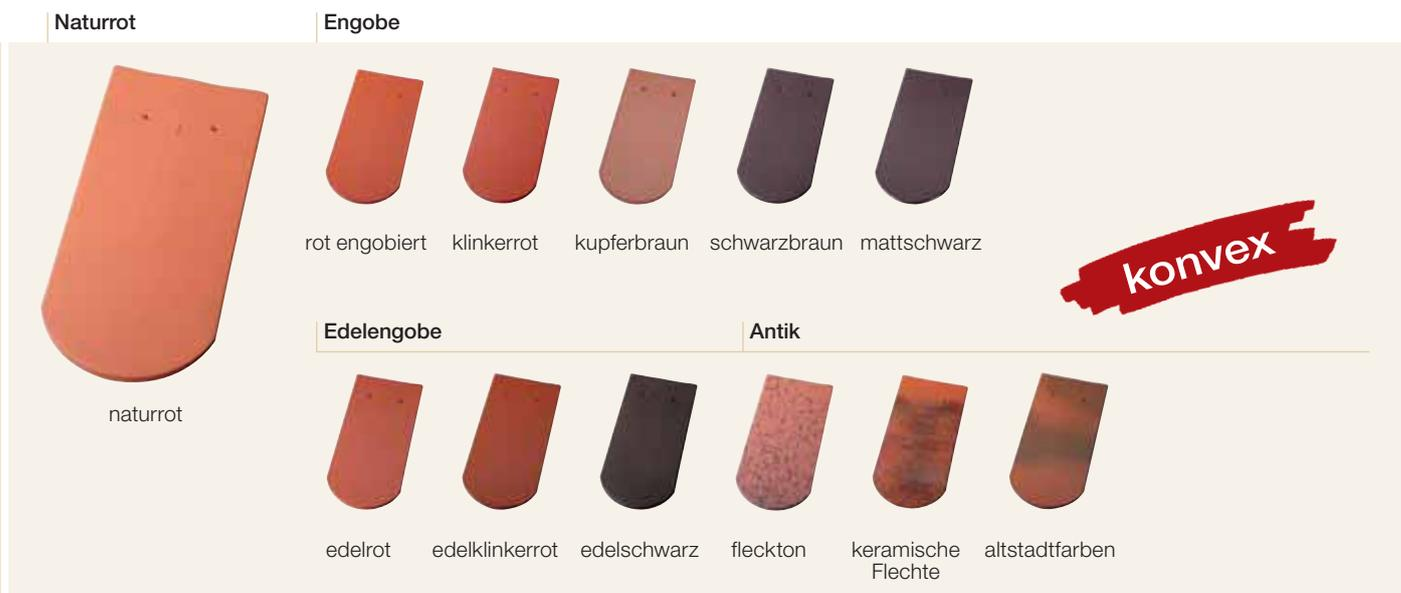 Naturrot
Engobe
rot engobiert
klinkerrot
kupferbraun
schwarzbraun
mattschwarz
konvex
naturrot
Edelengobe
Antik
edelrot
edelklinkerrot
edelschwarz
fleckton
keramische
Flechte
altstadtfarben